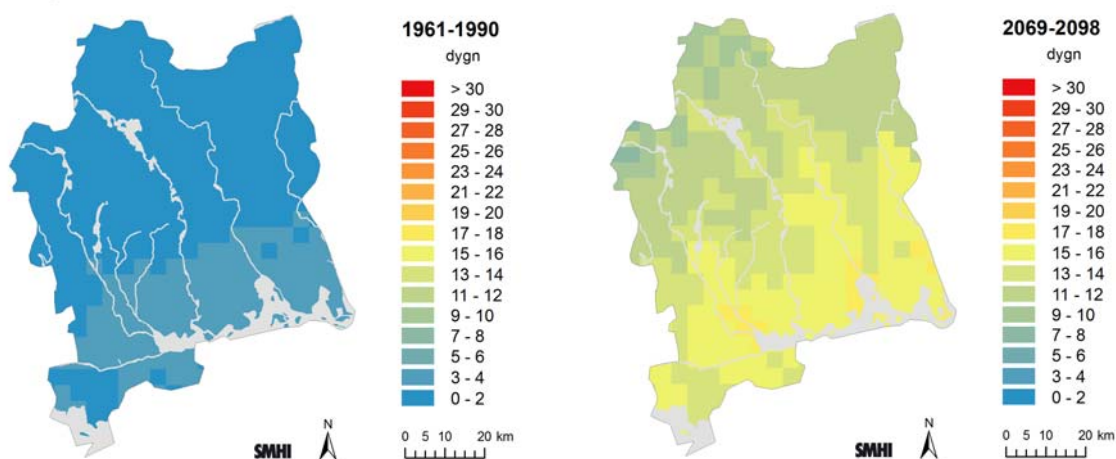 1961-1990
dygn
> 30
29 - 30
27 - 28
25 - 26
23 - 24
21 - 22
19 - 20
17 - 18
15 - 16
13 - 14
11 - 12
9 - 10
7 - 8
5 - 6
3 - 4
0 - 2
SMHI
N
0 5 10 20 km
2069-2098
dygn
> 30
29 - 30
27 - 28
25 - 26
23 - 24
21 - 22
19 - 20
17 - 18
15 - 16
13 - 14
11 - 12
9 - 10
7 - 8
5 - 6
3 - 4
0 - 2
SMHI
N
0 5 10 20 km